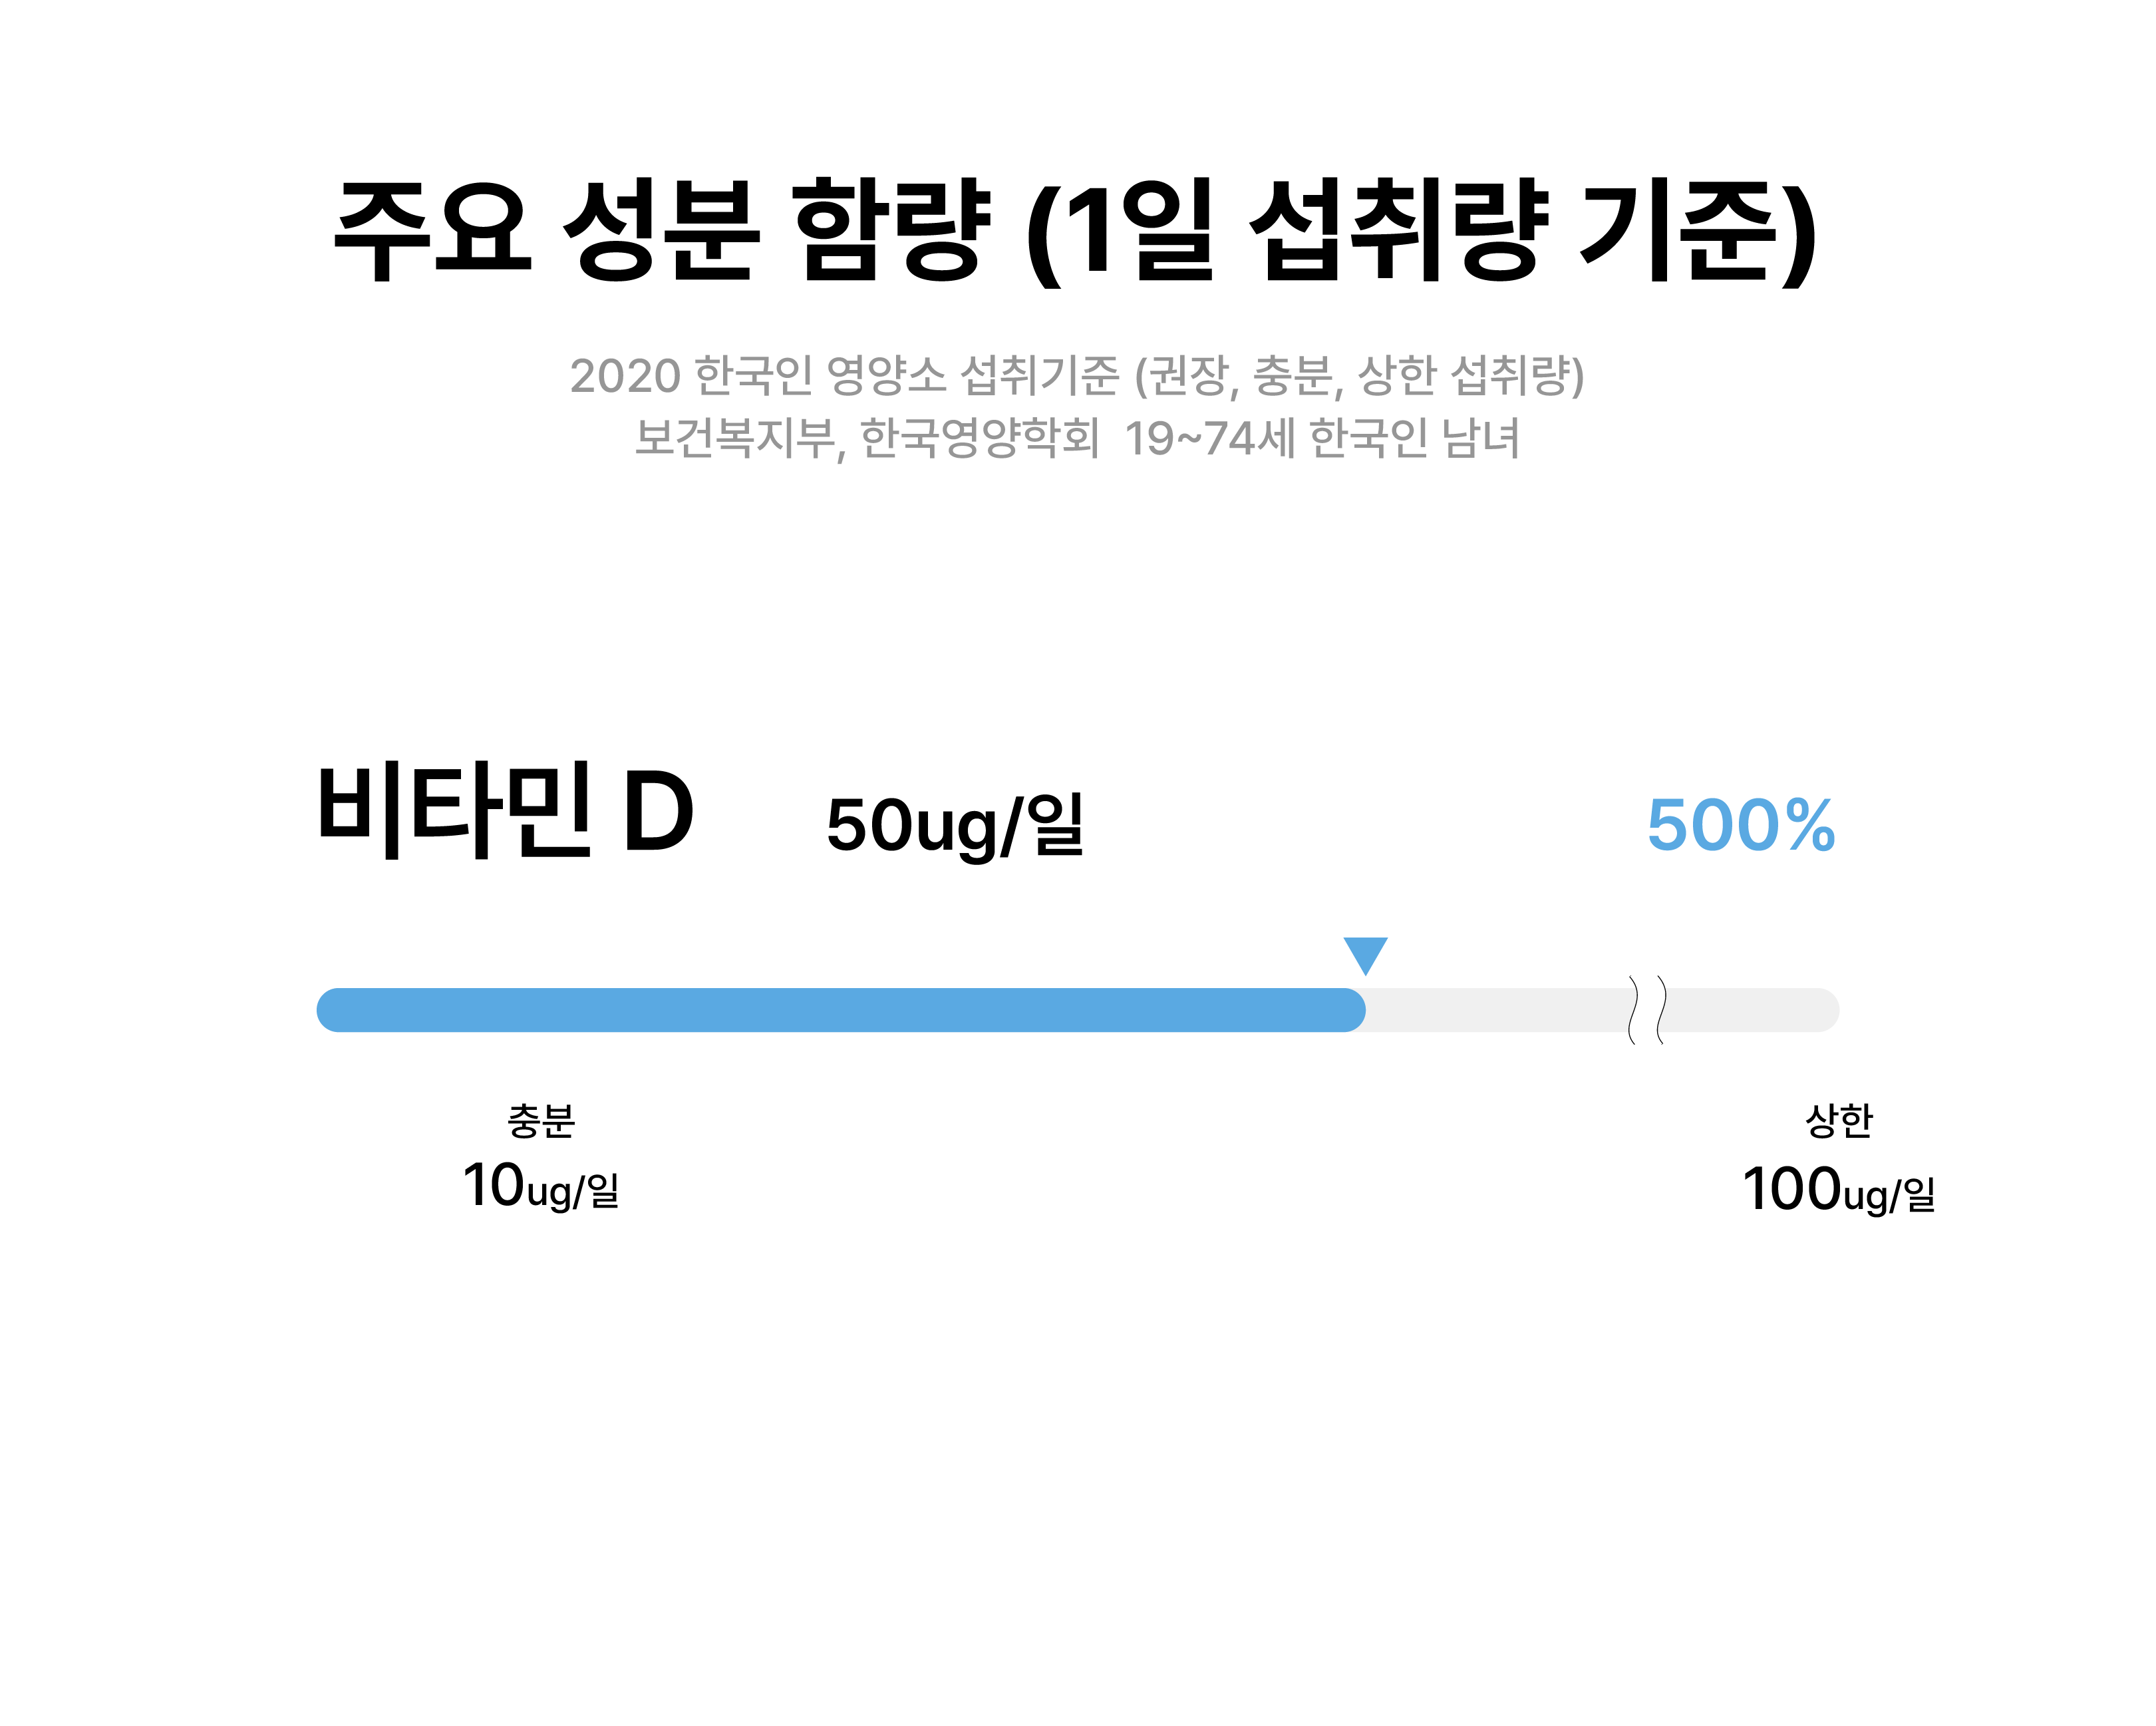 주요 성분 함량 (1일 섭취량 기준)
2020 한국인 영양소 섭취기준 (권장, 충분, 상한 섭취량)
보건복지부, 한국영양학회 19~74세 한국인 남녀
비타민 D 50ug/일 500%
충분 상한
10ug/일 100ug/일